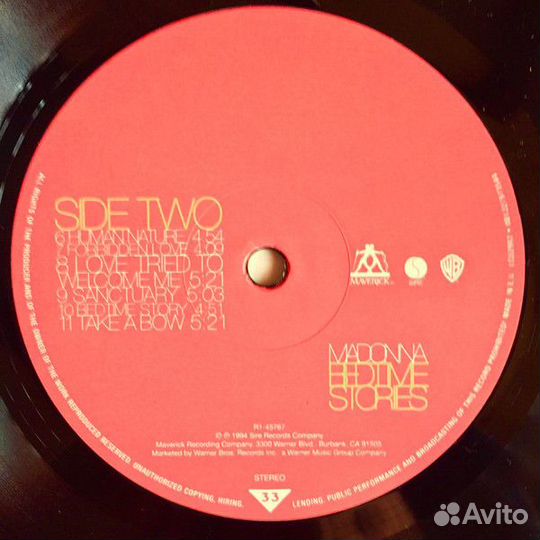 SIDE TWO
6 HUMAN NATURE 4:54
7 FORBIDDEN LOVE 4:08
8 LOVE TRIED TO
WELCOME ME 5:21
9 SANCTUARY 5:03
10 BEDTIME STORY 4:51
11 TAKE A BOW 5:21
MAVERICK
SIRE
WB
MADONNA
BEDTIME
STORIES
R1-45767
℗ © 1994 Sire Records Company
Maverick Recording Company, 3300 Warner Blvd., Burbank, CA 91505
Marketed by Warner Bros. Records Inc., a Warner Music Group Company
STEREO
33
ALL RIGHTS OF THE PRODUCER AND OF THE OWNER OF THE WORK REPRODUCED RESERVED. UNAUTHORIZED COPYING, HIRING,
LENDING, PUBLIC PERFORMANCE AND BROADCASTING OF THIS RECORD PROHIBITED! MADE IN E.U.
Avito